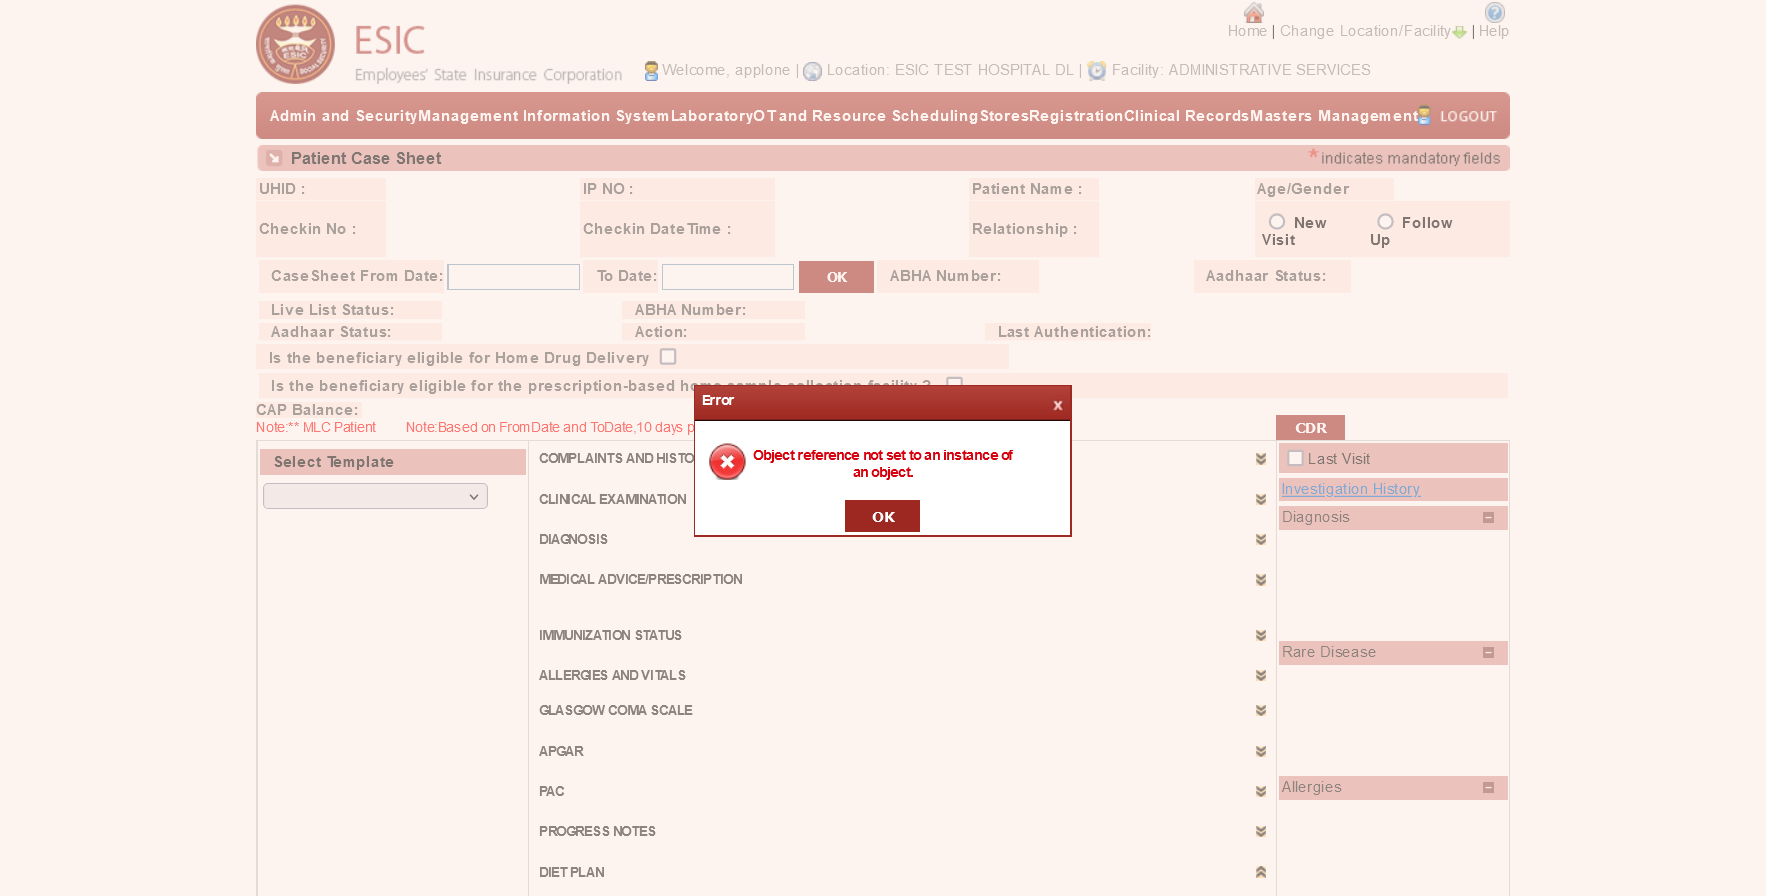 ESIC
Employees' State Insurance Corporation
Home | Change Location/Facility | Help
Welcome, applone | Location: ESIC TEST HOSPITAL DL | Facility: ADMINISTRATIVE SERVICES
Admin and Security Management Information System Laboratory OT and Resource Scheduling Stores Registration Clinical Records Masters Management LOGOUT
Patient Case Sheet * indicates mandatory fields
UHID : IP NO : Patient Name : Age/Gender
Checkin No : Checkin DateTime : Relationship : New Visit Follow Up
CaseSheet From Date: To Date: OK ABHA Number: Aadhaar Status:
Live List Status: ABHA Number:
Aadhaar Status: Action: Last Authentication:
Is the beneficiary eligible for Home Drug Delivery
Is the beneficiary eligible for the prescription-based home sample collection facility ?
CAP Balance:
Note:** MLC Patient Note:Based on FromDate and ToDate,10 days p
CDR
Error x
Object reference not set to an instance of
an object.
OK
Select Template
COMPLAINTS AND HISTO
CLINICAL EXAMINATION
DIAGNOSIS
MEDICAL ADVICE/PRESCRIPTION
IMMUNIZATION STATUS
ALLERGIES AND VITALS
GLASGOW COMA SCALE
APGAR
PAC
PROGRESS NOTES
DIET PLAN
Last Visit
Investigation History
Diagnosis
Rare Disease
Allergies